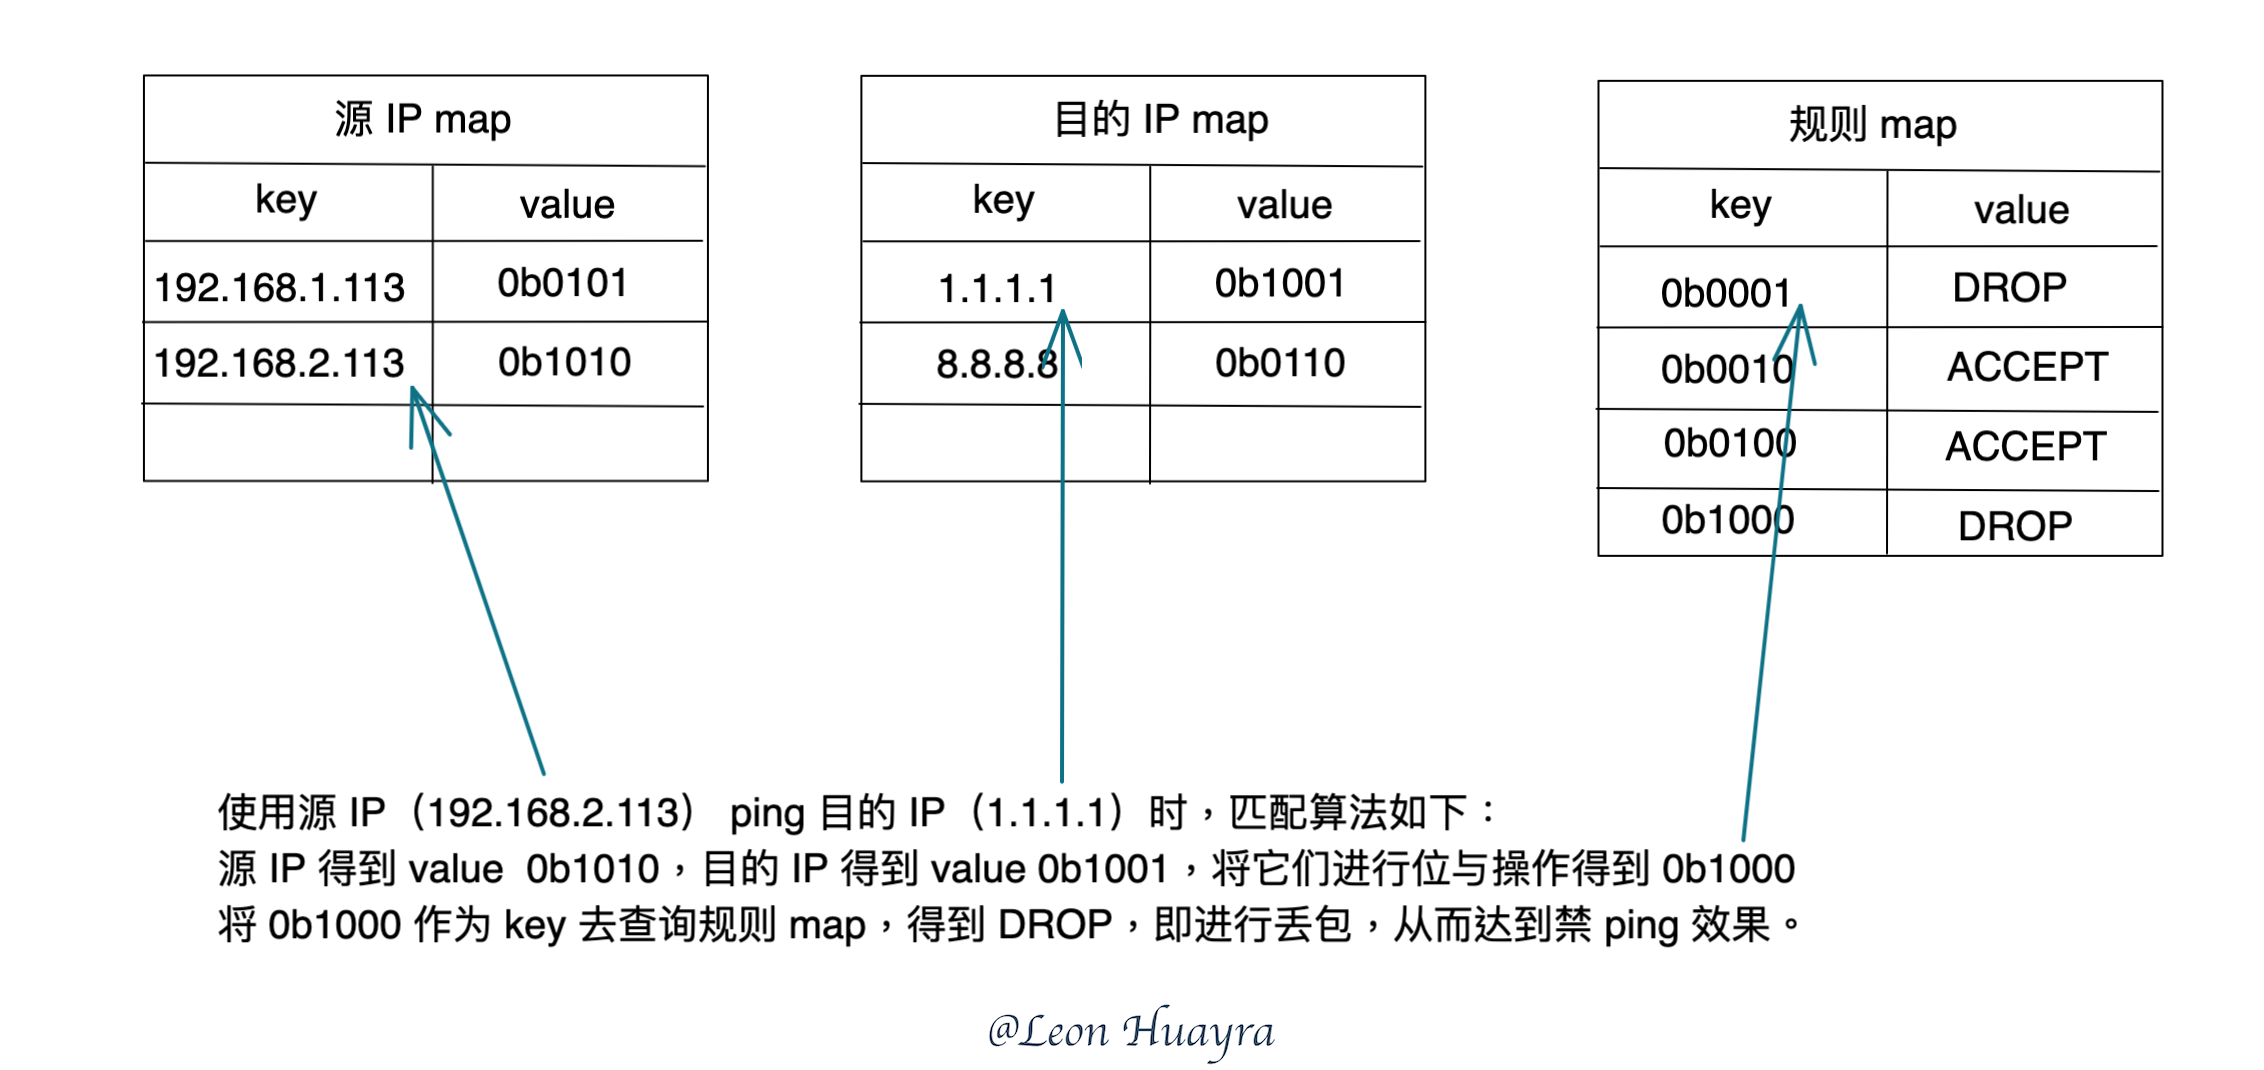 源 IP map
key value
192.168.1.113 0b0101
192.168.2.113 0b1010
目的 IP map
key value
1.1.1.1 0b1001
8.8.8.8 0b0110
规则 map
key value
0b0001 DROP
0b0010 ACCEPT
0b0100 ACCEPT
0b1000 DROP
使用源 IP（192.168.2.113） ping 目的 IP（1.1.1.1）时，匹配算法如下：
源 IP 得到 value 0b1010，目的 IP 得到 value 0b1001，将它们进行位与操作得到 0b1000
将 0b1000 作为 key 去查询规则 map，得到 DROP，即进行丢包，从而达到禁 ping 效果。
@Leon Huayra